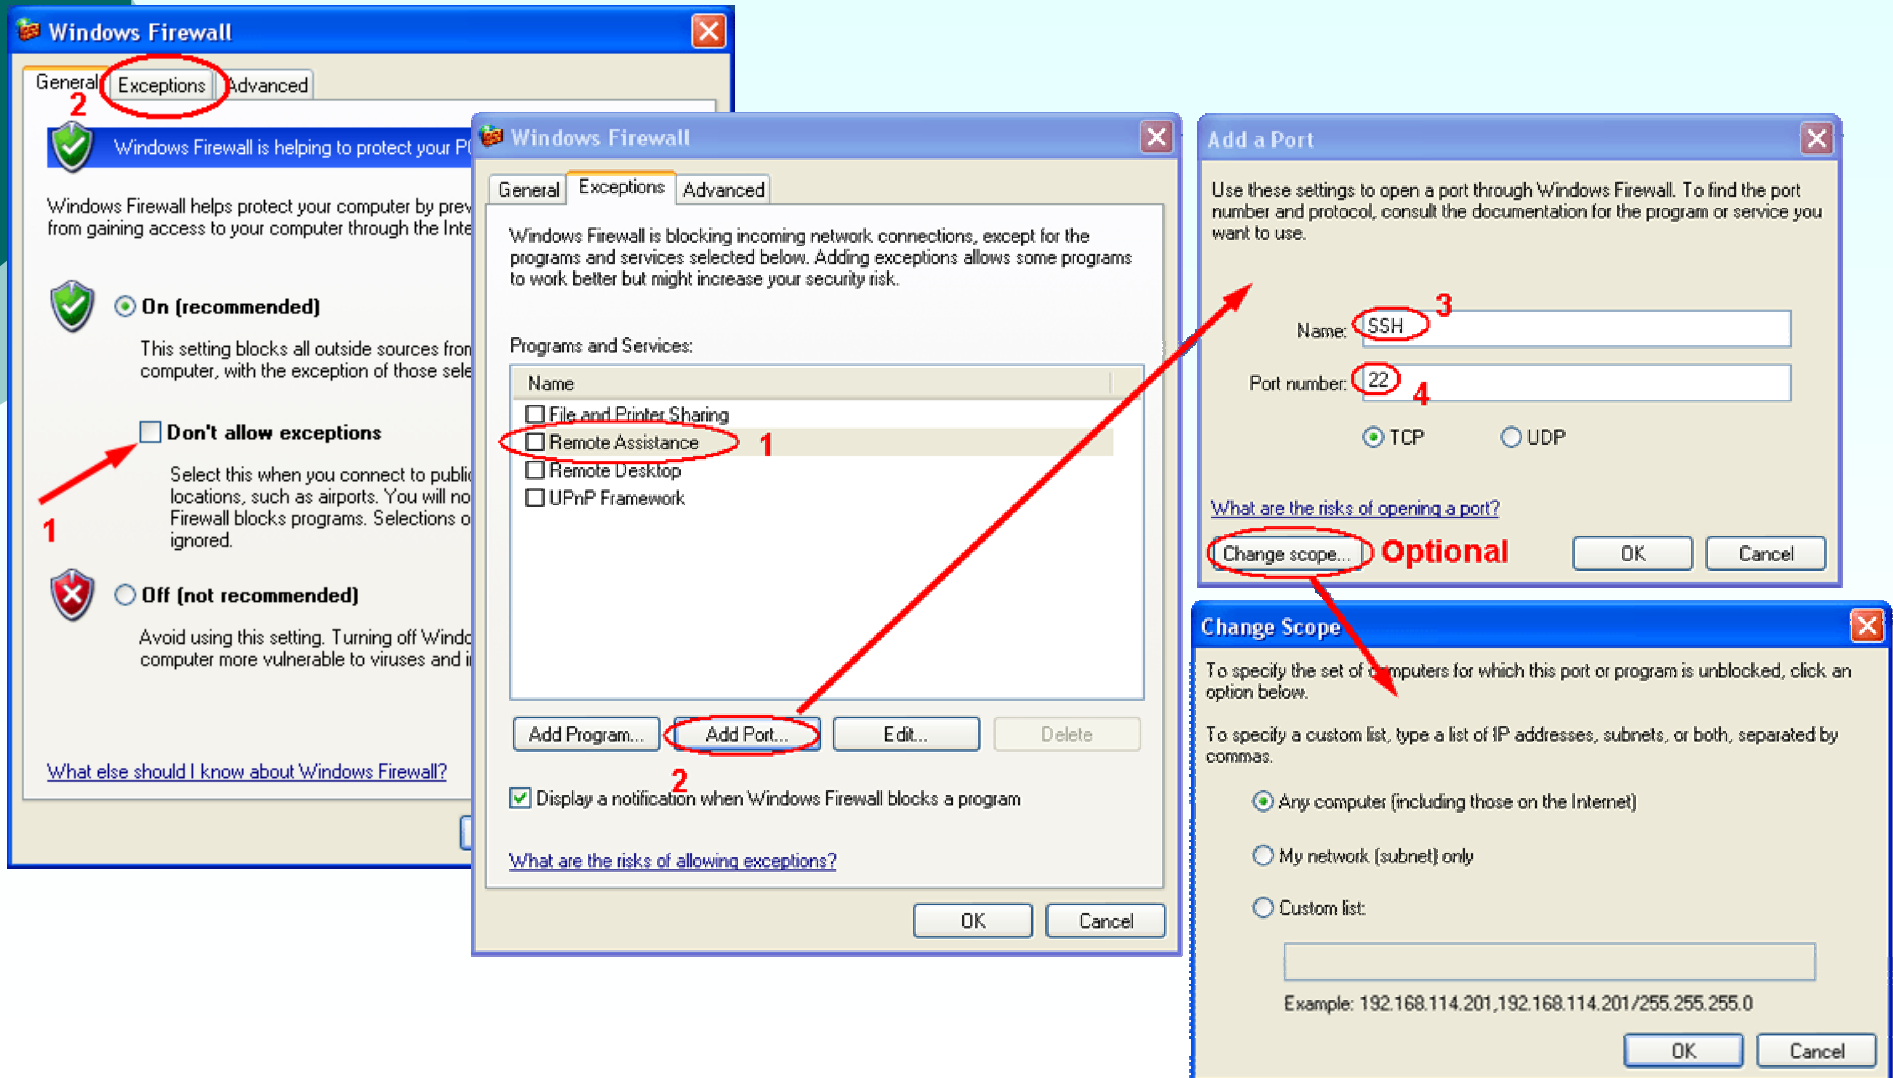 Windows Firewall
General
Exceptions
Advanced
2
Windows Firewall is helping to protect your
Windows Firewall helps protect your computer by
from gaining access to your computer through the
On (recommended)
This setting blocks all outside sources
computer, with the exception of those
Don't allow exceptions
1
Select this when you connect to
locations, such as airports. You will
Firewall blocks programs. Selections
ignored.
Off (not recommended)
Avoid using this setting. Turning off
computer more vulnerable to viruses and
What else should I know about Windows Firewall?
Windows Firewall
General
Exceptions
Advanced
Windows Firewall is blocking incoming network connections, except for the
programs and services selected below. Adding exceptions allows some programs
to work better but might increase your security risk.
Programs and Services:
Name
File and Printer Sharing
Remote Assistance
1
Remote Desktop
UPnP Framework
Add Program...
Add Port...
Edit...
Delete
2
Display a notification when Windows Firewall blocks a program
What are the risks of allowing exceptions?
OK
Cancel
Add a Port
Use these settings to open a port through Windows Firewall. To find the port
number and protocol, consult the documentation for the program or service you
want to use.
Name: SSH
3
Port number: 22
4
TCP
UDP
What are the risks of opening a port?
Change scope...
Optional
OK
Cancel
Change Scope
To specify the set of computers for which this port or program is unblocked, click an
option below.
To specify a custom list, type a list of IP addresses, subnets, or both, separated by
commas.
Any computer (including those on the Internet)
My network (subnet) only
Custom list:
Example: 192.168.114.201,192.168.114.201/255.255.255.0
OK
Cancel